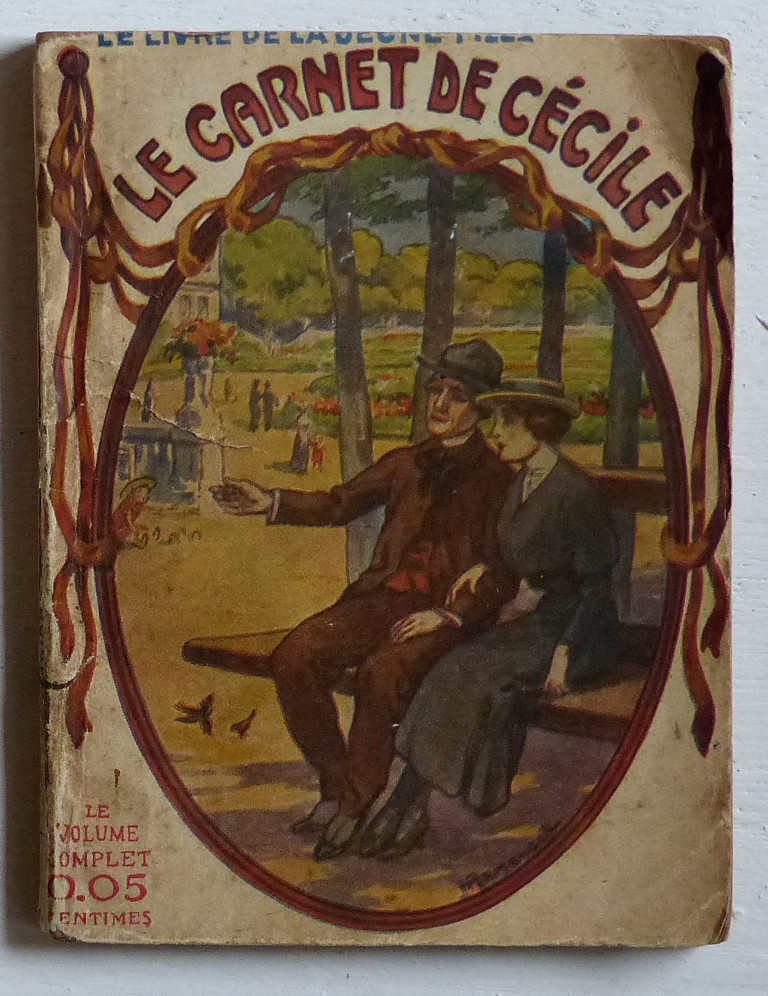 LE LIVRE DE LA JEUNE FILLE
LE CARNET DE CÉCILE
LE
VOLUME
COMPLET
0.05
CENTIMES